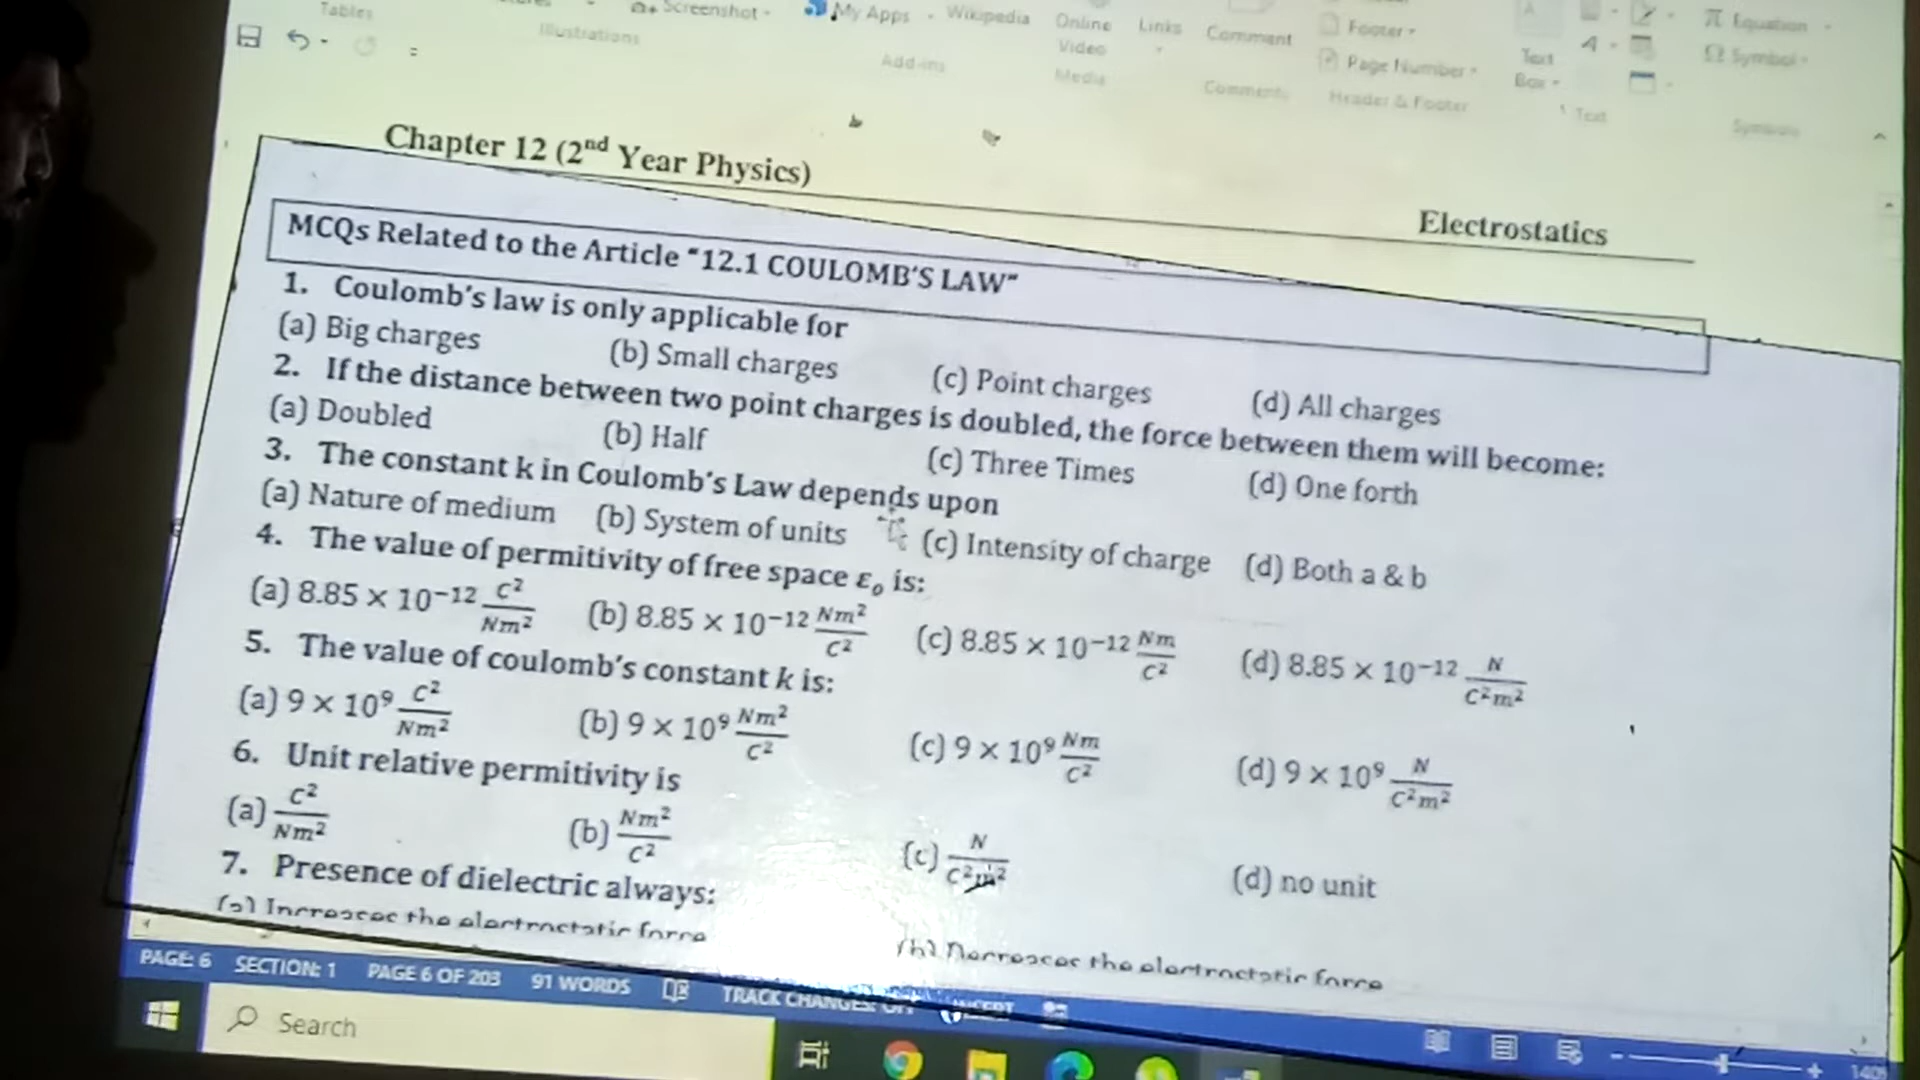 Tables
Illustrations
Screenshot
My Apps
Wikipedia
Add-ins
Online
Video
Media
Links
Comment
Comments
Footer
Page Number
Header & Footer
Text
Box
Text
π Equation
Ω Symbol
Symbols
Chapter 12 (2nd Year Physics)
Electrostatics
MCQs Related to the Article “12.1 COULOMB’S LAW”
1. Coulomb’s law is only applicable for
(a) Big charges (b) Small charges (c) Point charges (d) All charges
2. If the distance between two point charges is doubled, the force between them will become:
(a) Doubled (b) Half (c) Three Times (d) One forth
3. The constant k in Coulomb’s Law depends upon
(a) Nature of medium (b) System of units (c) Intensity of charge (d) Both a & b
4. The value of permitivity of free space εo is:
(a) 8.85 × 10−12 C²/Nm² (b) 8.85 × 10−12 Nm²/C² (c) 8.85 × 10−12 Nm/C² (d) 8.85 × 10−12 N/C²m²
5. The value of coulomb’s constant k is:
(a) 9 × 10⁹ C²/Nm² (b) 9 × 10⁹ Nm²/C² (c) 9 × 10⁹ Nm/C² (d) 9 × 10⁹ N/C²m²
6. Unit relative permitivity is
(a) C²/Nm² (b) Nm²/C² (c) N/C²m² (d) no unit
7. Presence of dielectric always:
(a) Increases the electrostatic force (b) Decreases the electrostatic force
PAGE: 6 SECTION: 1 PAGE 6 OF 203 91 WORDS TRACK CHANGES: OFF
Search